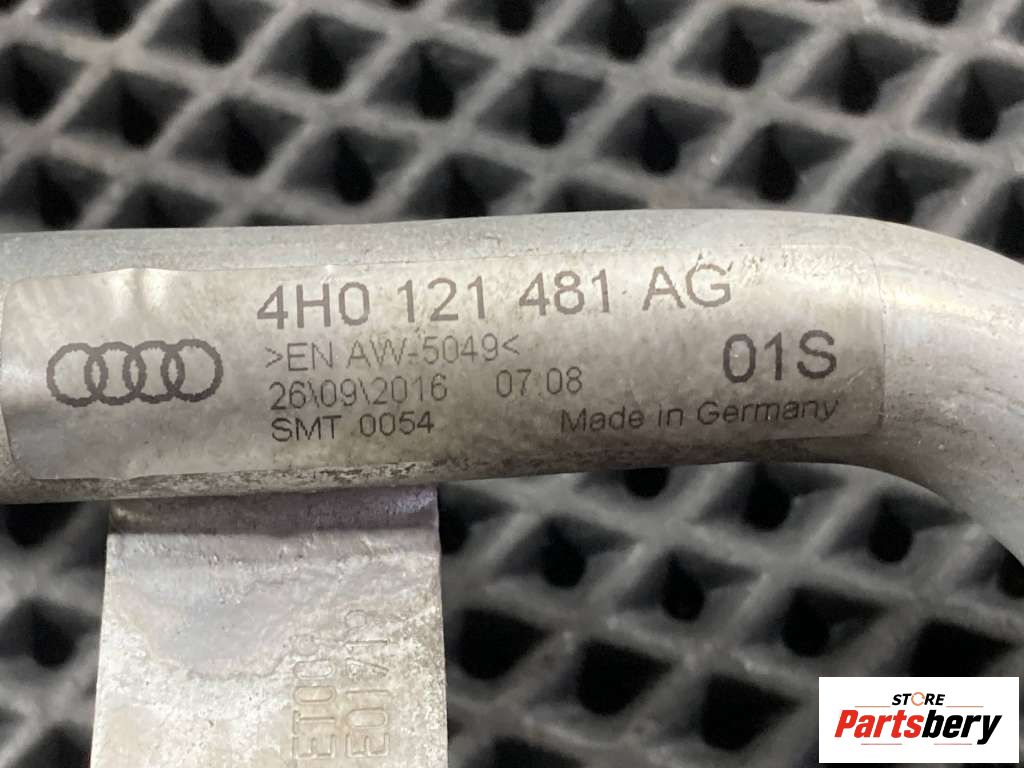 4H0 121 481 AG
>EN AW-5049<
01S
26\09\2016 07:08
SMT 0054
Made in Germany
STORE
Partsbery